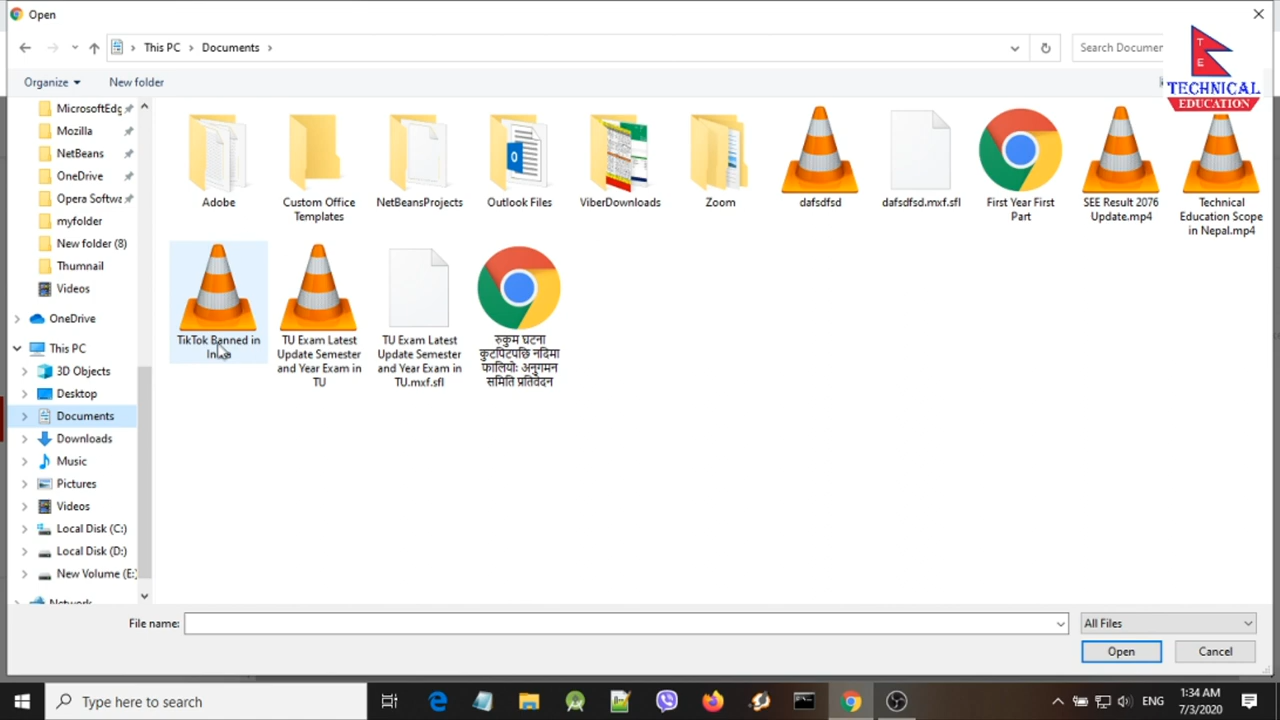 Open
This PC > Documents >
Search Documer
T
E
TECHNICAL
EDUCATION
Organize
New folder
MicrosoftEdg
Mozilla
NetBeans
OneDrive
Opera Softwa
myfolder
New folder (8)
Thumnail
Videos
OneDrive
This PC
3D Objects
Desktop
Documents
Downloads
Music
Pictures
Videos
Local Disk (C:)
Local Disk (D:)
New Volume (E:)
Network
Adobe
Custom Office
Templates
NetBeansProjects
Outlook Files
ViberDownloads
Zoom
dafsdfsd
dafsdfsd.mxf.sfl
First Year First
Part
SEE Result 2076
Update.mp4
Technical
Education Scope
in Nepal.mp4
TikTok Banned in
India
TU Exam Latest
Update Semester
and Year Exam in
TU
TU Exam Latest
Update Semester
and Year Exam in
TU.mxf.sfl
रुकुम घटना
कुटपिटपछि नदिमा
फालियोः अनुगमन
समिति प्रतिवेदन
File name:
All Files
Open
Cancel
Type here to search
ENG
1:34 AM
7/3/2020